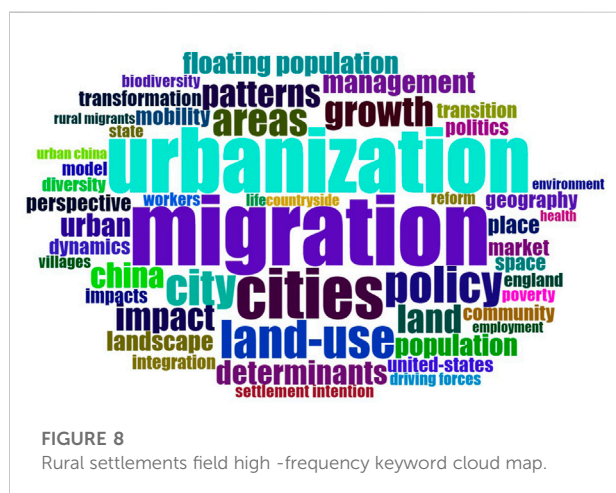 floating population
biodiversity management
transformation patterns growth transition
rural migrants mobility areas politics
state
urbanization
urban china
model
diversity environment
perspective workers life countryside reform geography
migration health
urban place
dynamics market
villages space
china city cities policy england
impacts poverty
impact land community
employment
landscape land-use population
integration united-states
determinants driving forces
settlement intention
FIGURE 8
Rural settlements field high -frequency keyword cloud map.